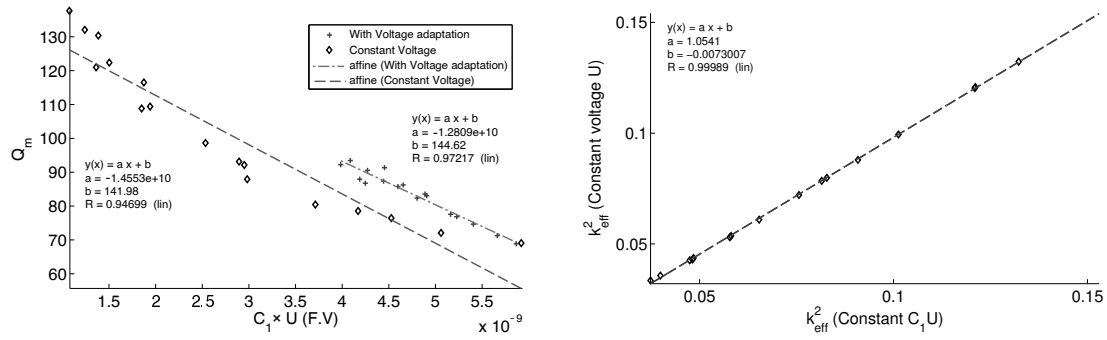 130
120
110
100
90
80
70
60
Q_m
With Voltage adaptation
Constant Voltage
affine (With Voltage adaptation)
affine (Constant Voltage)
y(x) = a x + b
a = −1.2809e+10
b = 144.62
R = 0.97217 (lin)
y(x) = a x + b
a = −1.4553e+10
b = 141.98
R = 0.94699 (lin)
1.5 2 2.5 3 3.5 4 4.5 5 5.5
C_1 × U (F.V)
x 10^−9
0.15
0.1
0.05
k_eff^2 (Constant voltage U)
y(x) = a x + b
a = 1.0541
b = −0.0073007
R = 0.99989 (lin)
0.05 0.1 0.15
k_eff^2 (Constant C_1U)